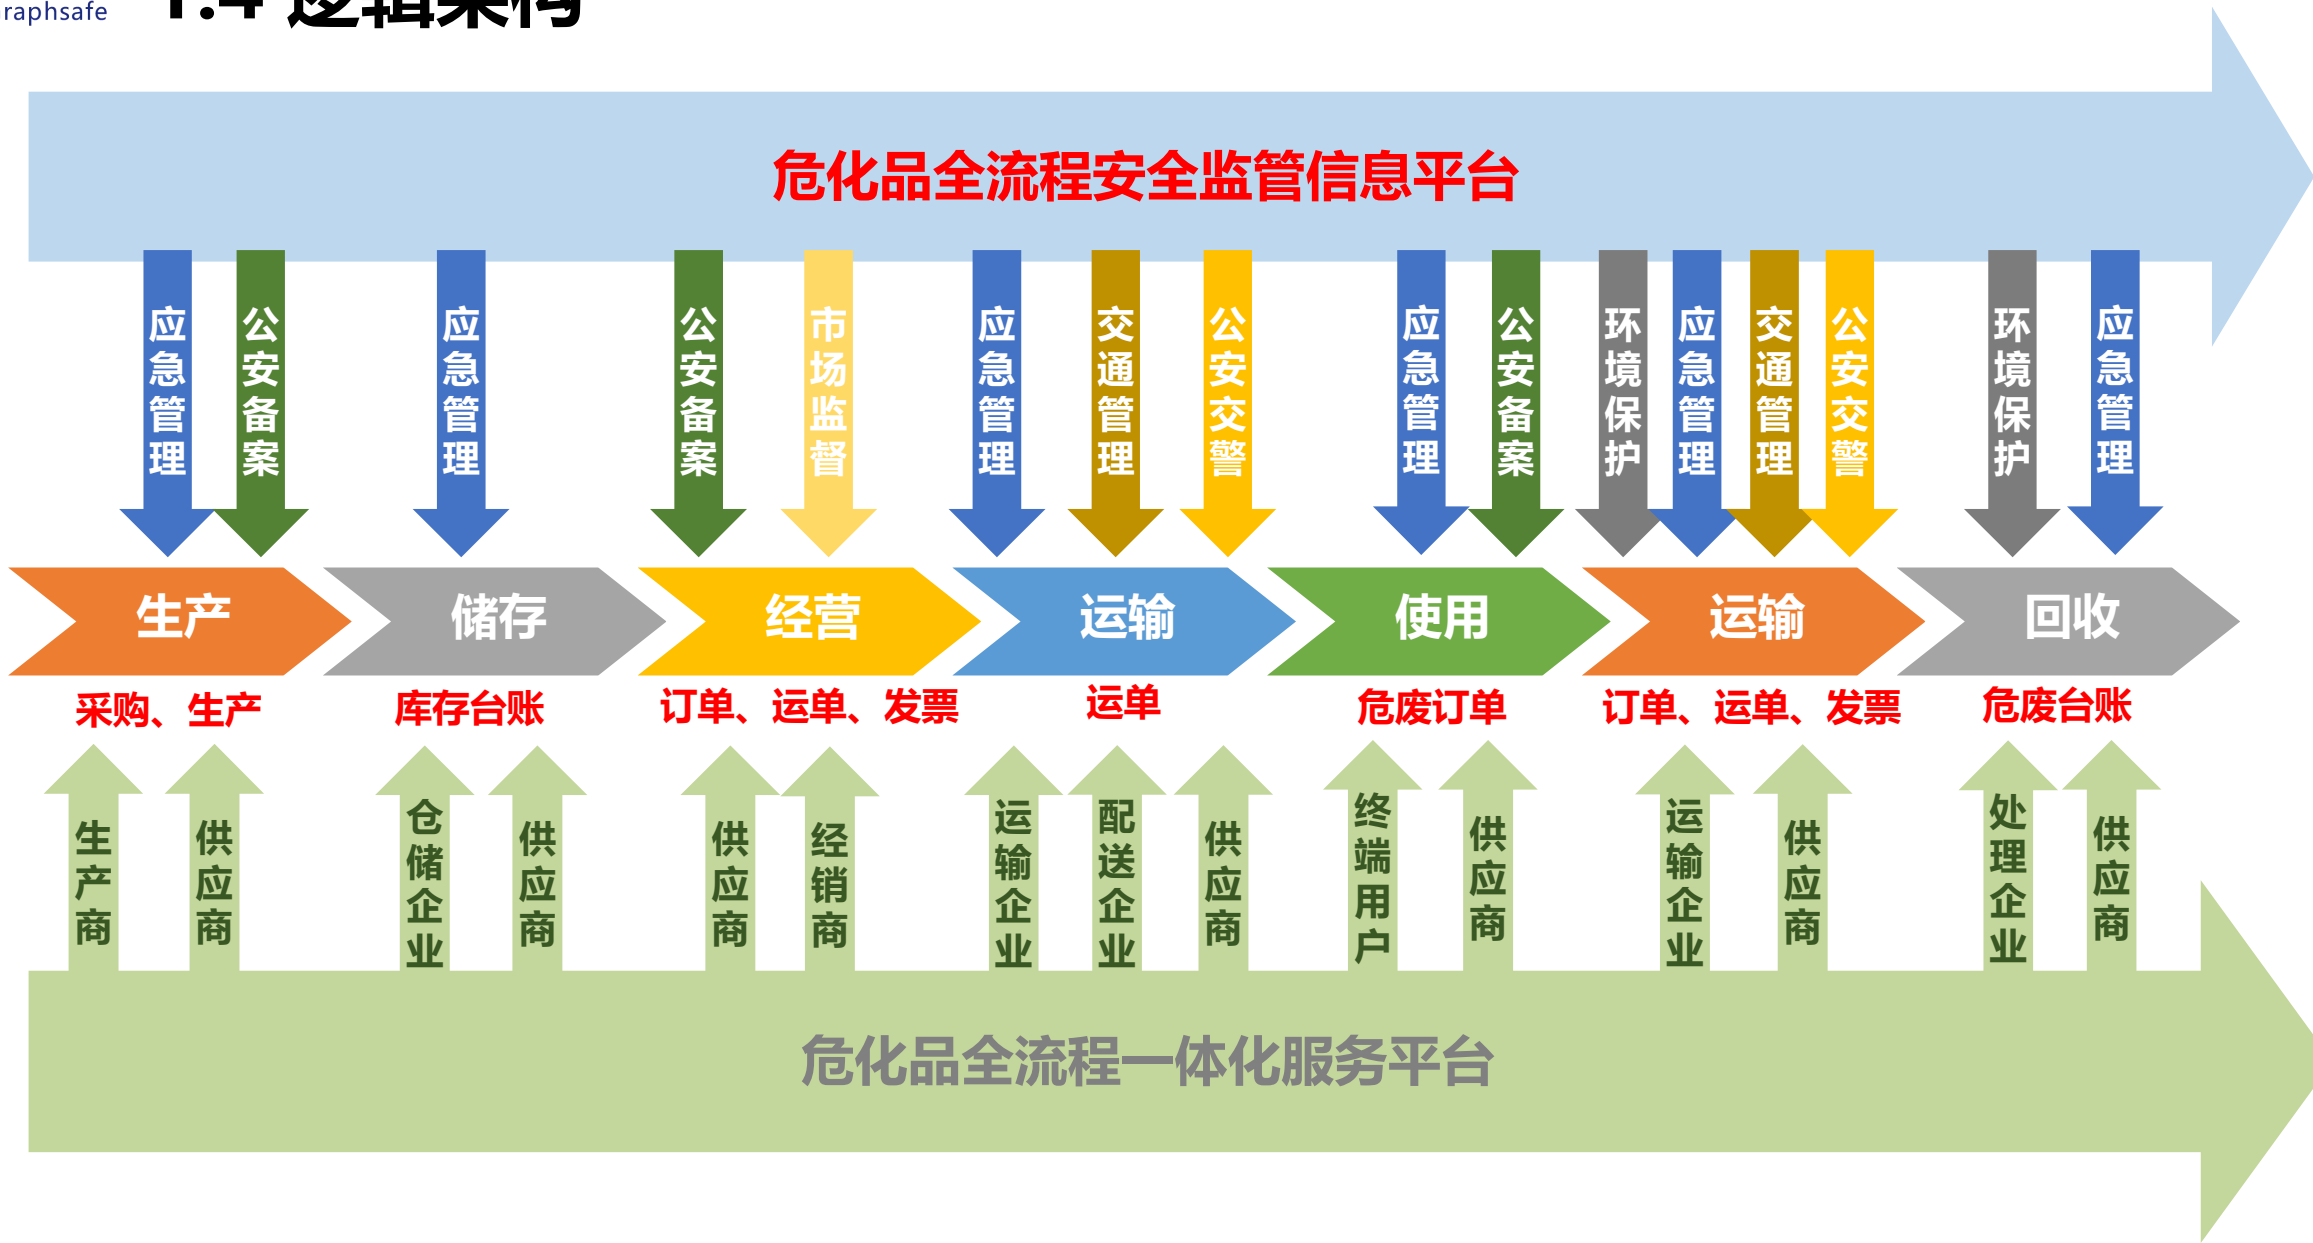 raphsafe
1.4 逻辑架构
危化品全流程安全监管信息平台
应急管理
公安备案
应急管理
公安备案
市场监督
应急管理
交通管理
公安交警
应急管理
公安备案
环境保护
应急管理
交通管理
公安交警
环境保护
应急管理
生产
储存
经营
运输
使用
运输
回收
采购、生产
库存台账
订单、运单、发票
运单
危废订单
订单、运单、发票
危废台账
生产商
供应商
仓储企业
供应商
供应商
经销商
运输企业
配送企业
供应商
终端用户
供应商
运输企业
供应商
处理企业
供应商
危化品全流程一体化服务平台